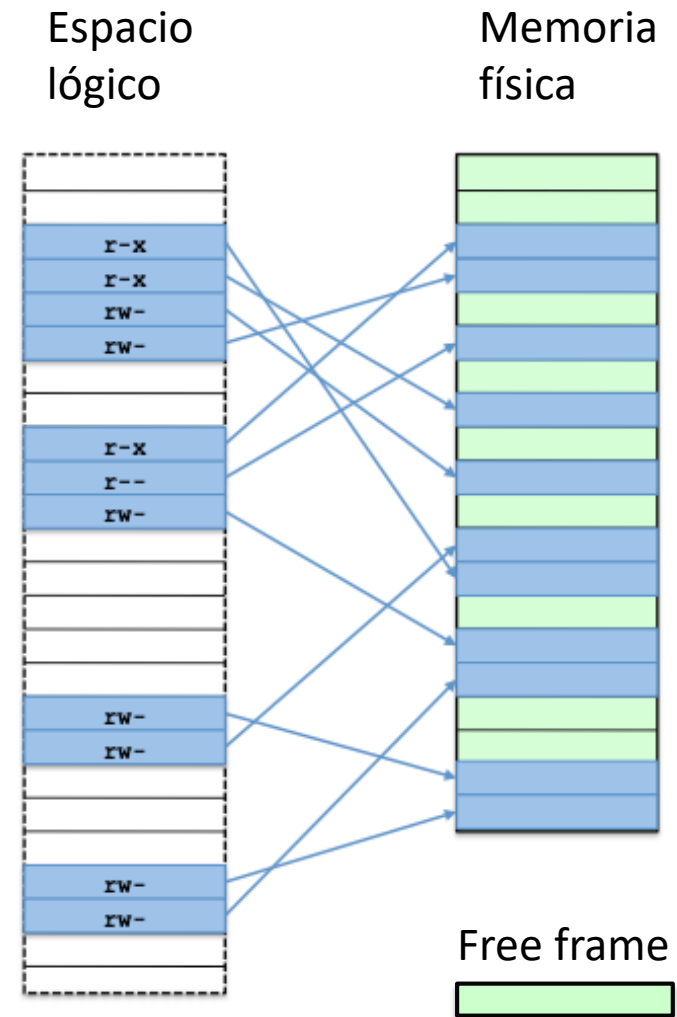 Espacio
lógico
Memoria
física
r-x
r-x
rw-
rw-
r-x
r--
rw-
rw-
rw-
rw-
rw-
Free frame